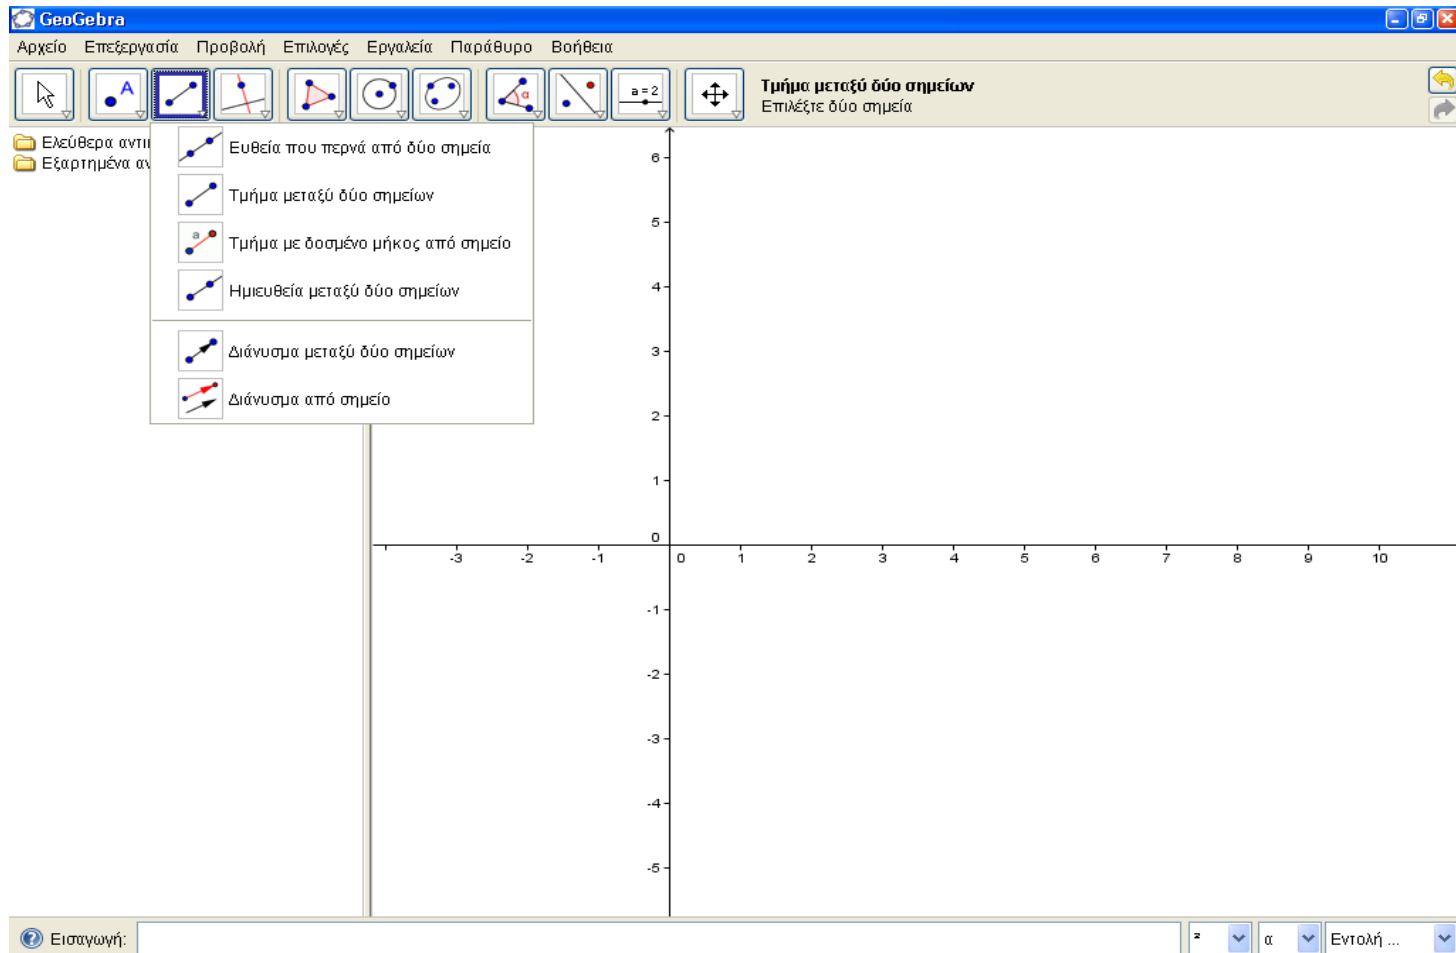 GeoGebra
Αρχείο Επεξεργασία Προβολή Επιλογές Εργαλεία Παράθυρο Βοήθεια
A
α
a = 2
Τμήμα μεταξύ δύο σημείων
Επιλέξτε δύο σημεία
Ελεύθερα αντι
Εξαρτημένα αν
Ευθεία που περνά από δύο σημεία
Τμήμα μεταξύ δύο σημείων
a
Τμήμα με δοσμένο μήκος από σημείο
Ημιευθεία μεταξύ δύο σημείων
Διάνυσμα μεταξύ δύο σημείων
Διάνυσμα από σημείο
6
5
4
3
2
1
0
-3 -2 -1 0 1 2 3 4 5 6 7 8 9 10
-1
-2
-3
-4
-5
Εισαγωγή:
²
α
Εντολή ...